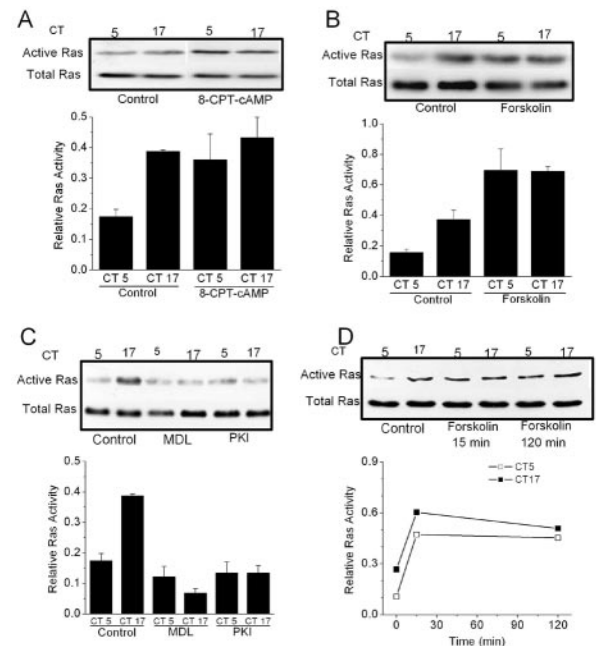 A
CT 5 17 5 17
Active Ras
Total Ras
Control 8-CPT-cAMP
0.5
0.4
0.3
0.2
0.1
0.0
Relative Ras Activity
CT 5 CT 17 CT 5 CT 17
Control 8-CPT-cAMP
B
CT 5 17 5 17
Active Ras
Total Ras
Control Forskolin
1.0
0.8
0.6
0.4
0.2
0.0
Relative Ras Activity
CT 5 CT 17 CT 5 CT 17
Control Forskolin
C
CT 5 17 5 17 5 17
Active Ras
Total Ras
Control MDL PKI
0.5
0.4
0.3
0.2
0.1
0.0
Relative Ras Activity
CT 5 CT 17 CT 5 CT 17 CT 5 CT 17
Control MDL PKI
D
CT 5 17 5 17 5 17
Active Ras
Total Ras
Control Forskolin Forskolin
15 min 120 min
CT5
CT17
0.9
0.6
0.3
0.0
Relative Ras Activity
0 30 60 90 120
Time (min)